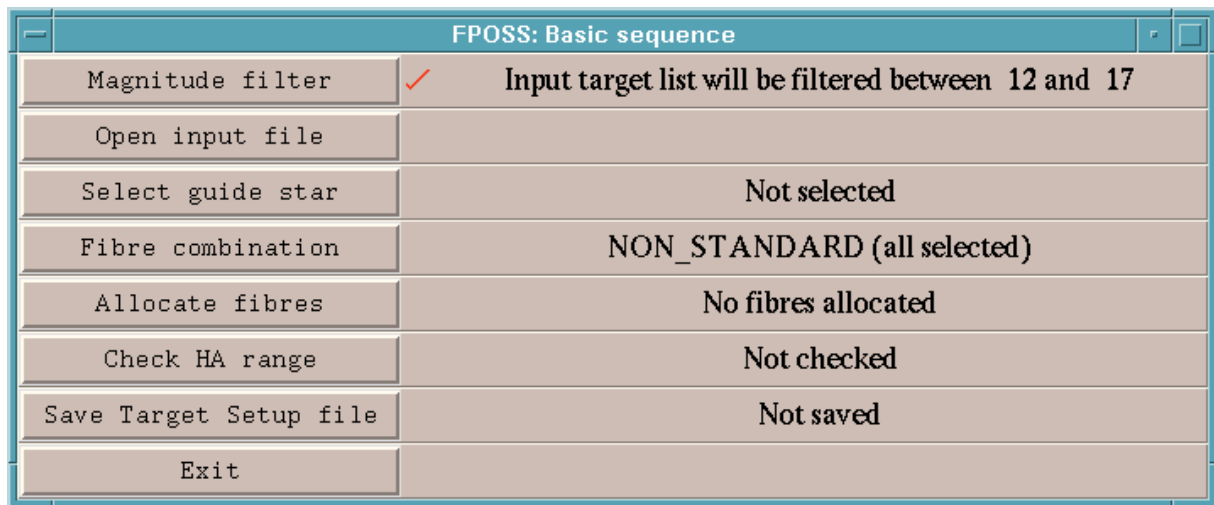 FPOSS: Basic sequence
Magnitude filter Input target list will be filtered between 12 and 17
Open input file
Select guide star Not selected
Fibre combination NON_STANDARD (all selected)
Allocate fibres No fibres allocated
Check HA range Not checked
Save Target Setup file Not saved
Exit